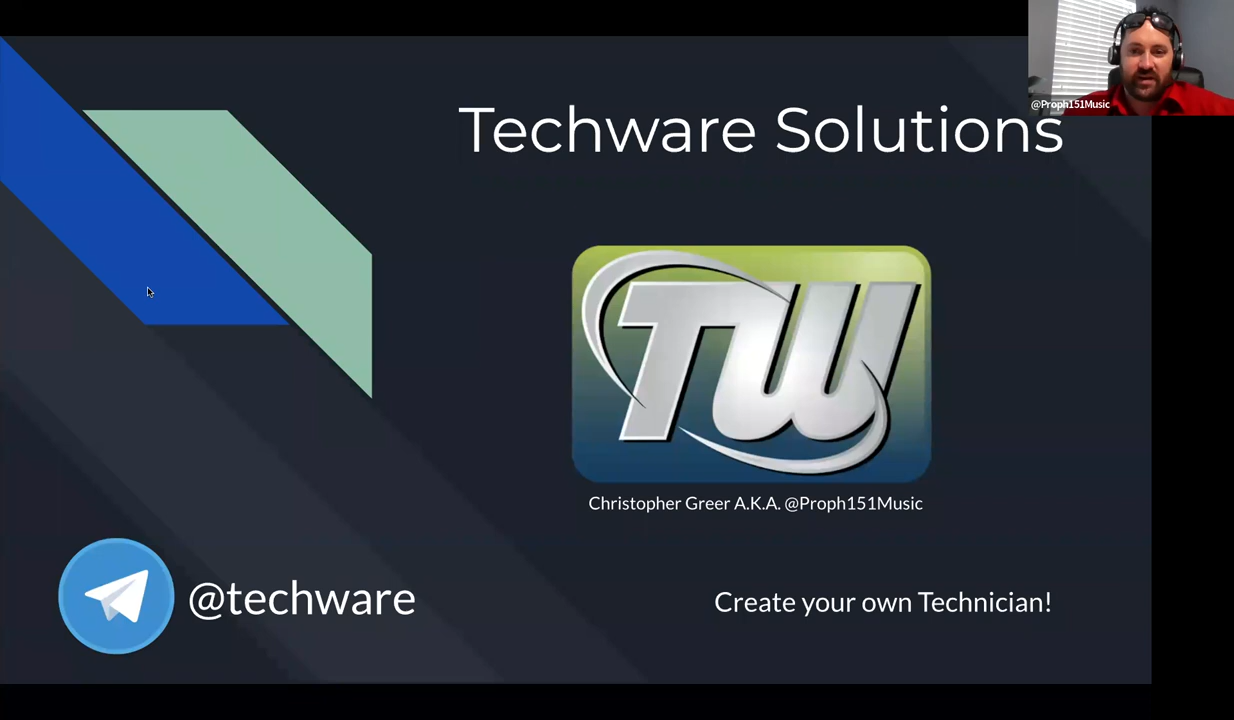 @Proph151Music
Techware Solutions
TW
Christopher Greer A.K.A. @Proph151Music
@techware
Create your own Technician!